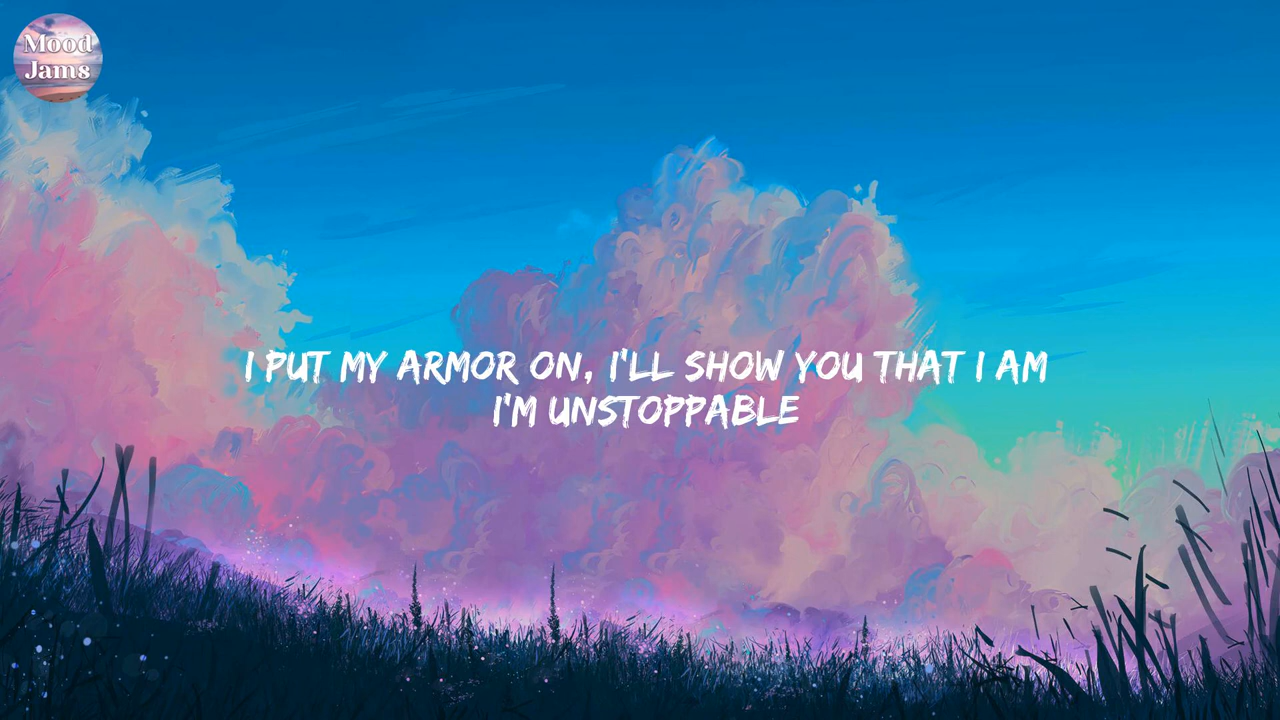 Mood
Jams
I PUT MY ARMOR ON, I'LL SHOW YOU THAT I AM
I'M UNSTOPPABLE